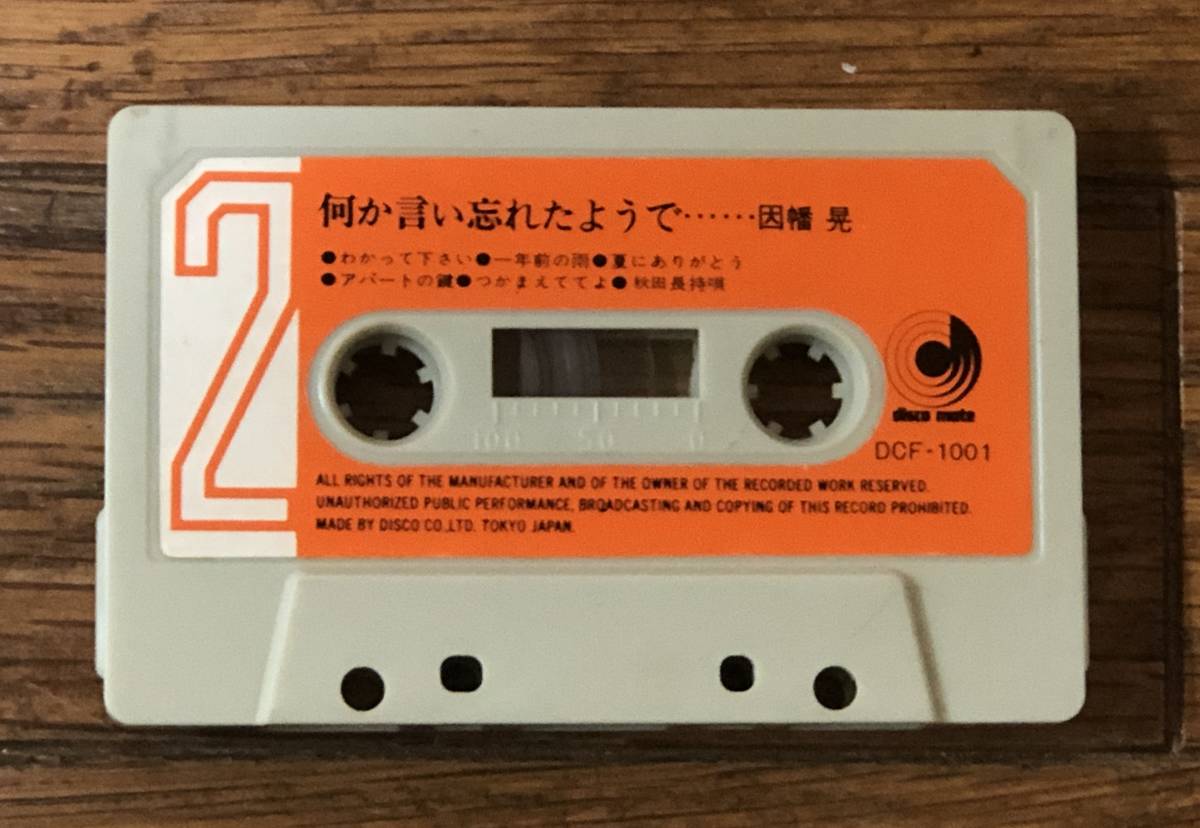 2
何か言い忘れたようで……因幡 晃
●わかって下さい●一年前の雨●夏にありがとう
●アパートの鍵●つかまえててよ●秋田長持唄
disco mate
DCF-1001
100 50 0
ALL RIGHTS OF THE MANUFACTURER AND OF THE OWNER OF THE RECORDED WORK RESERVED.
UNAUTHORIZED PUBLIC PERFORMANCE, BROADCASTING AND COPYING OF THIS RECORD PROHIBITED.
MADE BY DISCO CO.,LTD. TOKYO JAPAN.